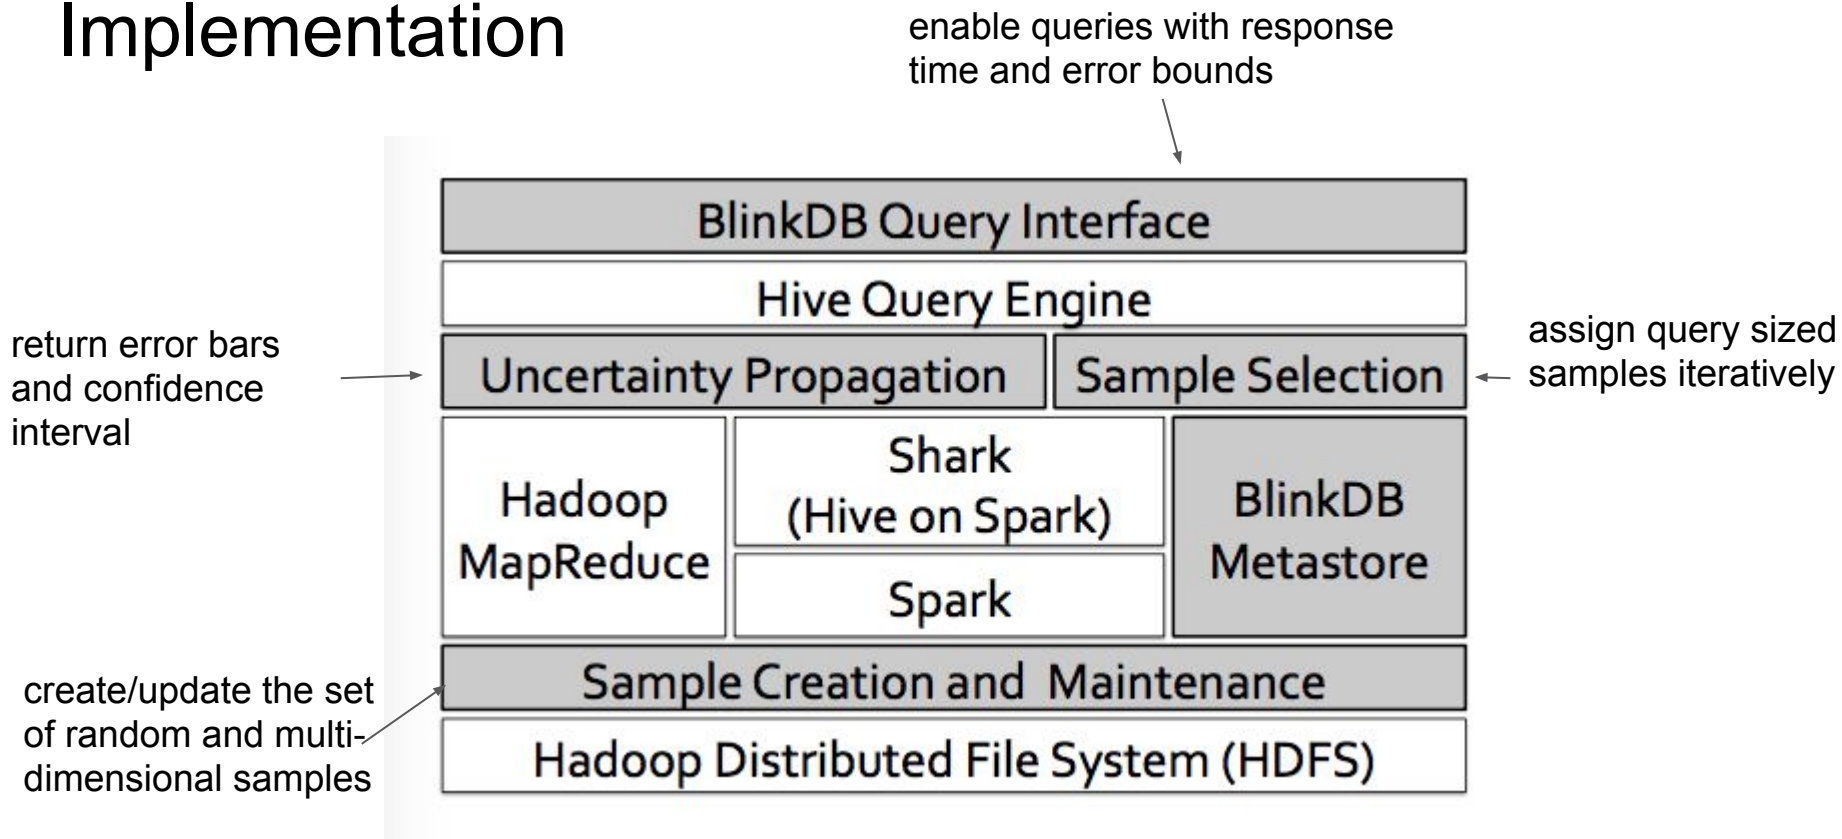 Implementation
enable queries with response
time and error bounds
BlinkDB Query Interface
Hive Query Engine
return error bars
and confidence
interval
Uncertainty Propagation
Sample Selection
assign query sized
samples iteratively
Hadoop
MapReduce
Shark
(Hive on Spark)
Spark
BlinkDB
Metastore
create/update the set
of random and multi-
dimensional samples
Sample Creation and Maintenance
Hadoop Distributed File System (HDFS)